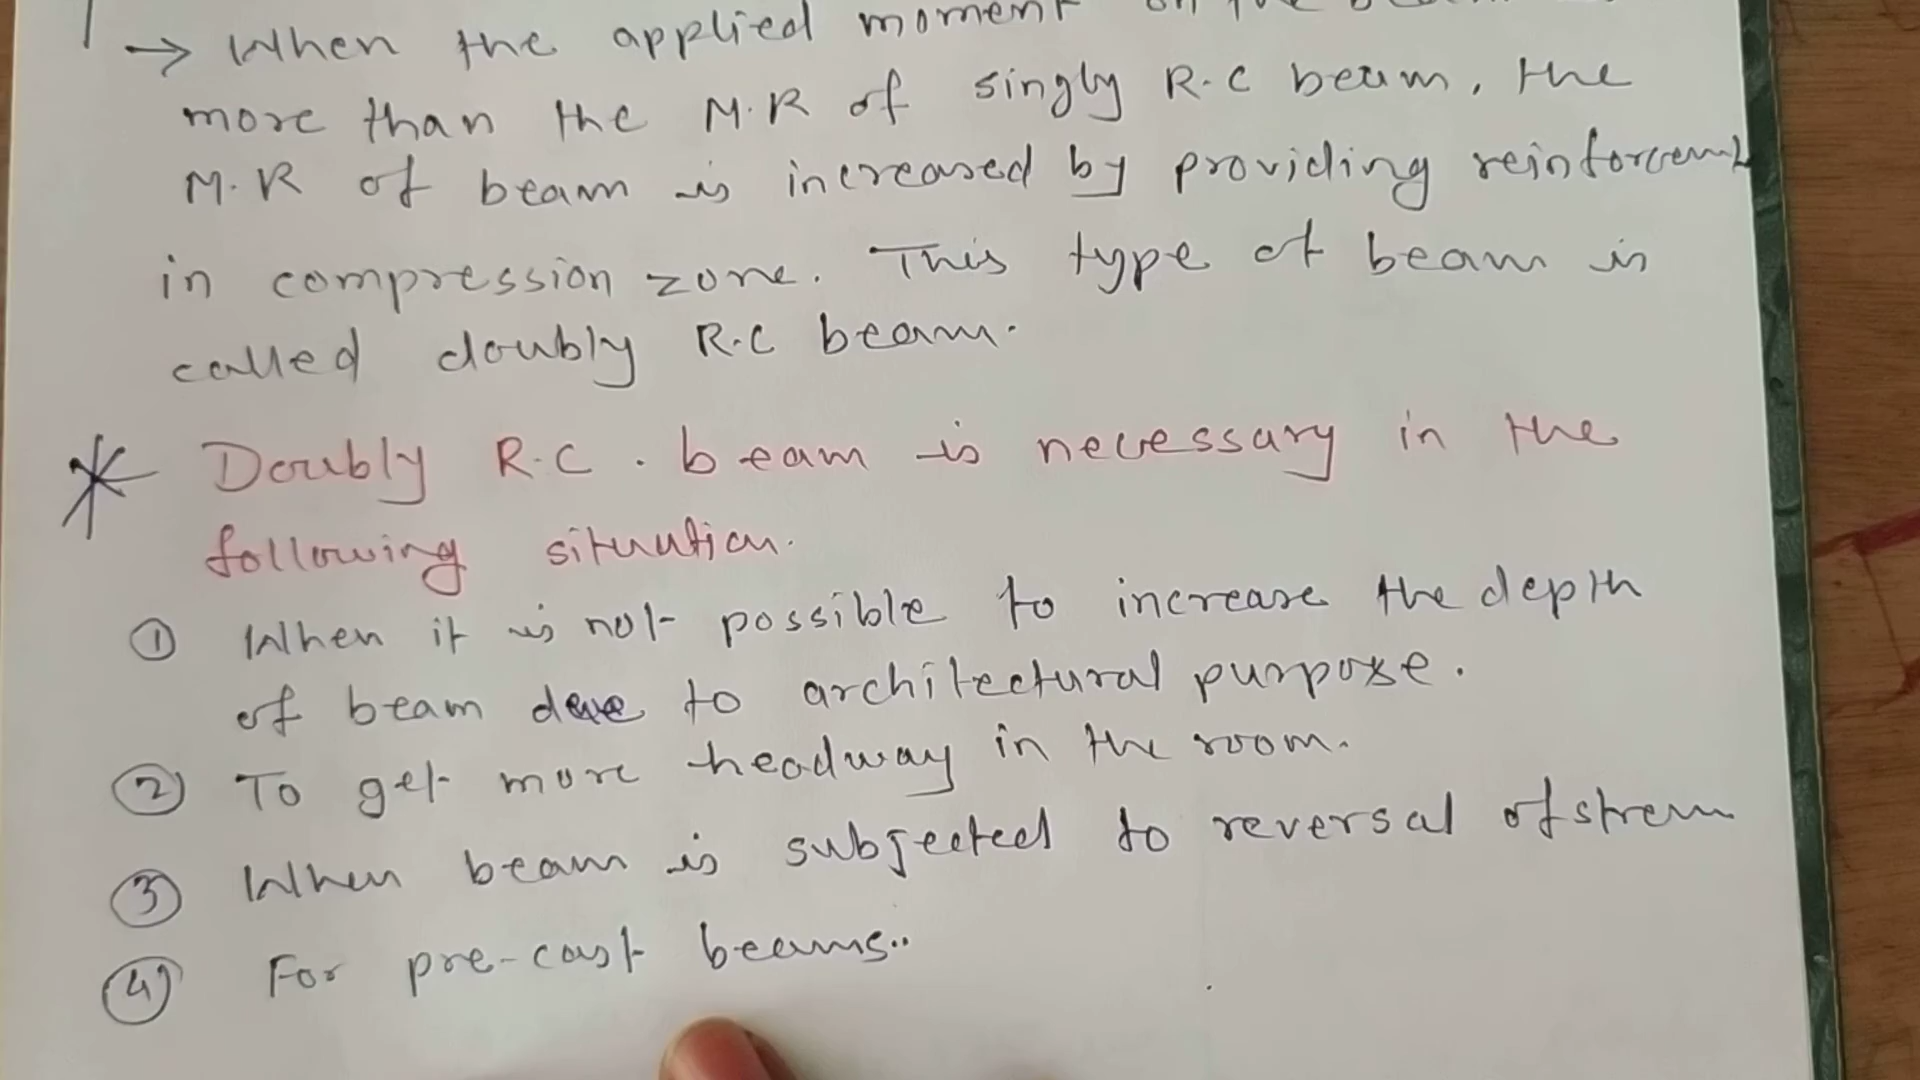 → When the applied moment on the
more than the M.R of singly R.C beam, the
M.R of beam is increased by providing reinforcement
in compression zone. This type of beam is
called doubly R.C beam.
* Doubly R.C. beam is necessary in the
following situation.
① When it is not possible to increase the depth
of beam due to architectural purpose.
② To get more headway in the room.
③ When beam is subjected to reversal of stress
④ For pre-cast beams..